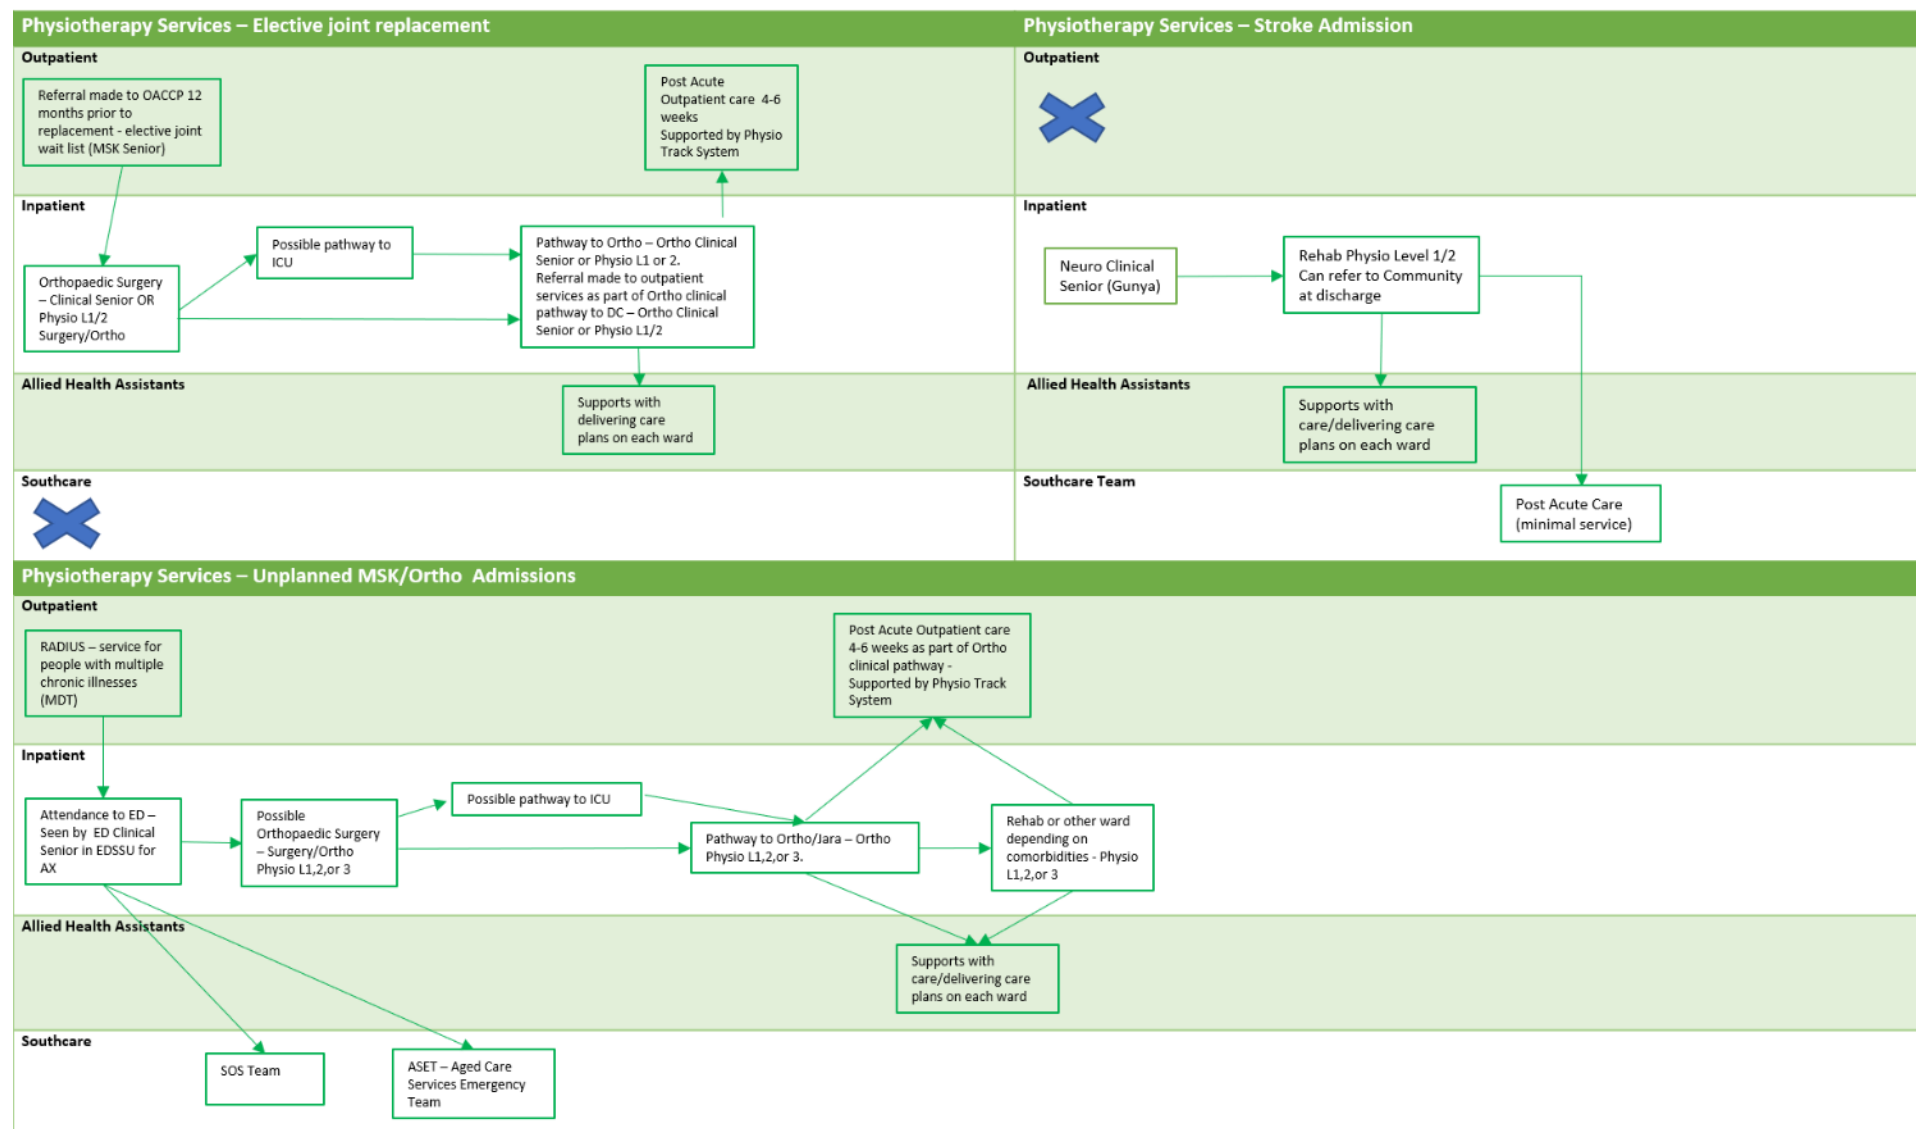 Physiotherapy Services – Elective joint replacement
Outpatient
Referral made to OACCP 12
months prior to
replacement - elective joint
wait list (MSK Senior)
Post Acute
Outpatient care  4-6
weeks
Supported by Physio
Track System
Inpatient
Orthopaedic Surgery
– Clinical Senior OR
Physio L1/2
Surgery/Ortho
Possible pathway to
ICU
Pathway to Ortho – Ortho Clinical
Senior or Physio L1 or 2.
Referral made to outpatient
services as part of Ortho clinical
pathway to DC – Ortho Clinical
Senior or Physio L1/2
Allied Health Assistants
Supports with
delivering care
plans on each ward
Southcare
Physiotherapy Services – Stroke Admission
Outpatient
Inpatient
Neuro Clinical
Senior (Gunya)
Rehab Physio Level 1/2
Can refer to Community
at discharge
Allied Health Assistants
Supports with
care/delivering care
plans on each ward
Southcare Team
Post Acute Care
(minimal service)
Physiotherapy Services – Unplanned MSK/Ortho  Admissions
Outpatient
RADIUS – service for
people with multiple
chronic illnesses
(MDT)
Post Acute Outpatient care
4-6 weeks as part of Ortho
clinical pathway -
Supported by Physio Track
System
Inpatient
Attendance to ED –
Seen by  ED Clinical
Senior in EDSSU for
AX
Possible
Orthopaedic Surgery
– Surgery/Ortho
Physio L1,2,or 3
Possible pathway to ICU
Pathway to Ortho/Jara – Ortho
Physio L1,2,or 3.
Rehab or other ward
depending on
comorbidities - Physio
L1,2,or 3
Allied Health Assistants
Supports with
care/delivering care
plans on each ward
Southcare
SOS Team
ASET – Aged Care
Services Emergency
Team